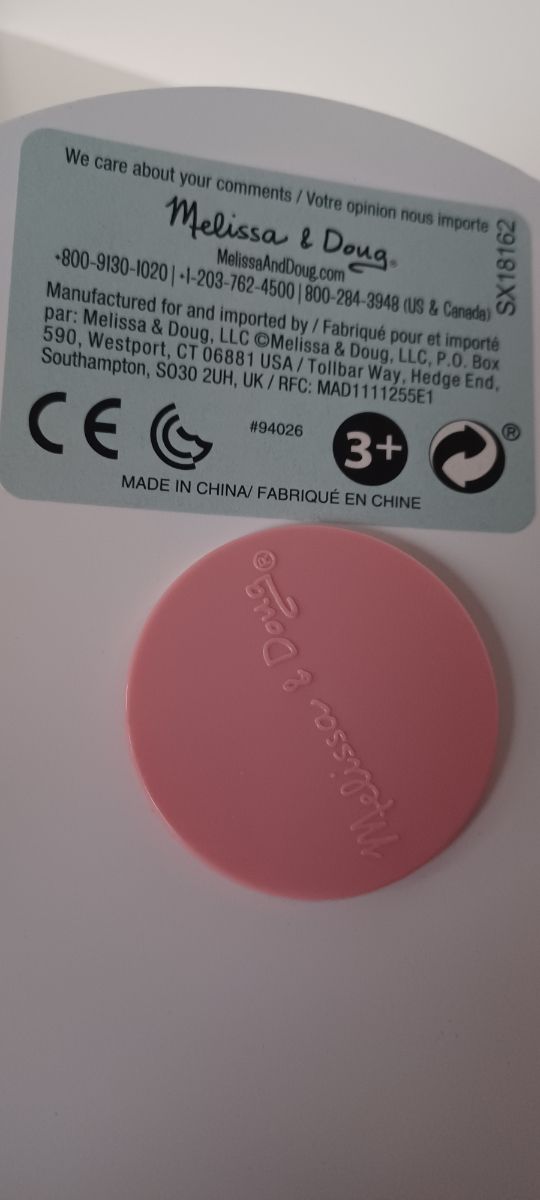 We care about your comments / Votre opinion nous importe
Melissa & Doug®
MelissaAndDoug.com
+800-9130-1020 | +1-203-762-4500 | 800-284-3948 (US & Canada)
Manufactured for and imported by / Fabriqué pour et importé
par: Melissa & Doug, LLC ©Melissa & Doug, LLC, P.O. Box
590, Westport, CT 06881 USA / Tollbar Way, Hedge End,
Southampton, SO30 2UH, UK / RFC: MAD1111255E1
SX18162
CE #94026 3+ ®
MADE IN CHINA/ FABRIQUÉ EN CHINE
Melissa & Doug®